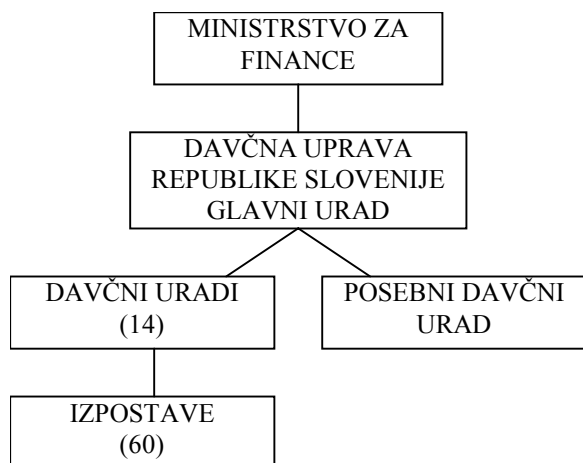 MINISTRSTVO ZA
FINANCE
DAVČNA UPRAVA
REPUBLIKE SLOVENIJE
GLAVNI URAD
DAVČNI URADI
(14)
POSEBNI DAVČNI
URAD
IZPOSTAVE
(60)